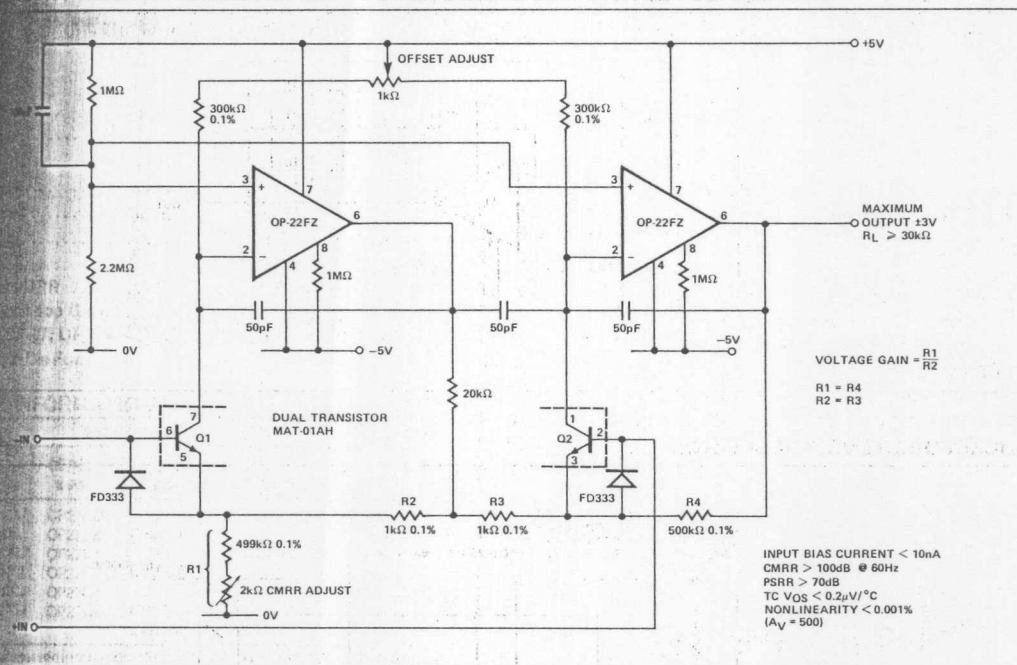 +5V
OFFSET ADJUST
1kΩ
1MΩ
300kΩ
0.1%
300kΩ
0.1%
3
+
7
OP-22FZ
6
2
−
8
4
1MΩ
3
+
7
OP-22FZ
6
2
−
8
4
1MΩ
MAXIMUM
OUTPUT ±3V
RL ⩾ 30kΩ
2.2MΩ
0V
50pF
50pF
50pF
−5V
−5V
VOLTAGE GAIN = R1/R2
R1 = R4
R2 = R3
20kΩ
DUAL TRANSISTOR
MAT-01AH
7
6
Q1
5
1
Q2
2
3
-IN
FD333
FD333
R2
1kΩ 0.1%
R3
1kΩ 0.1%
R4
500kΩ 0.1%
R1
499kΩ 0.1%
2kΩ CMRR ADJUST
0V
+IN
INPUT BIAS CURRENT < 10nA
CMRR > 100dB @ 60Hz
PSRR > 70dB
TC VOS < 0.2μV/°C
NONLINEARITY < 0.001%
(AV = 500)